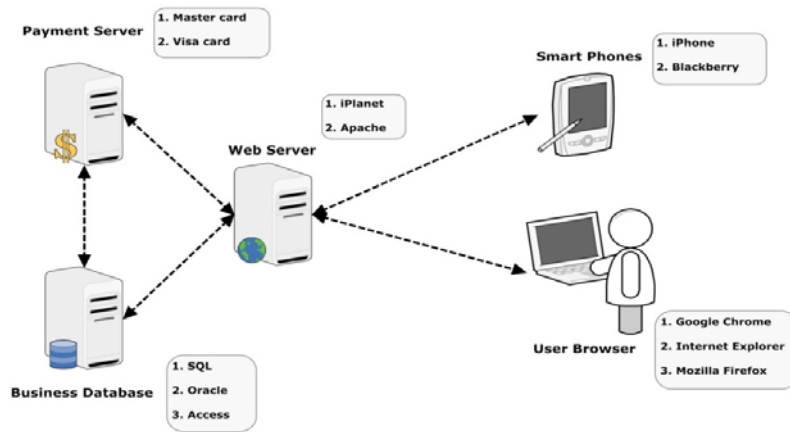 Payment Server
1. Master card
2. Visa card
Smart Phones
1. iPhone
2. Blackberry
1. iPlanet
2. Apache
Web Server
$
Business Database
1. SQL
2. Oracle
3. Access
User Browser
1. Google Chrome
2. Internet Explorer
3. Mozilla Firefox